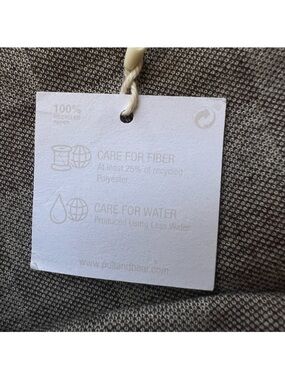 100%
RECYCLED
CARE FOR FIBER
At least 25% of recycled
Polyester
CARE FOR WATER
Produced Using Less Water
www.pullandbear.com